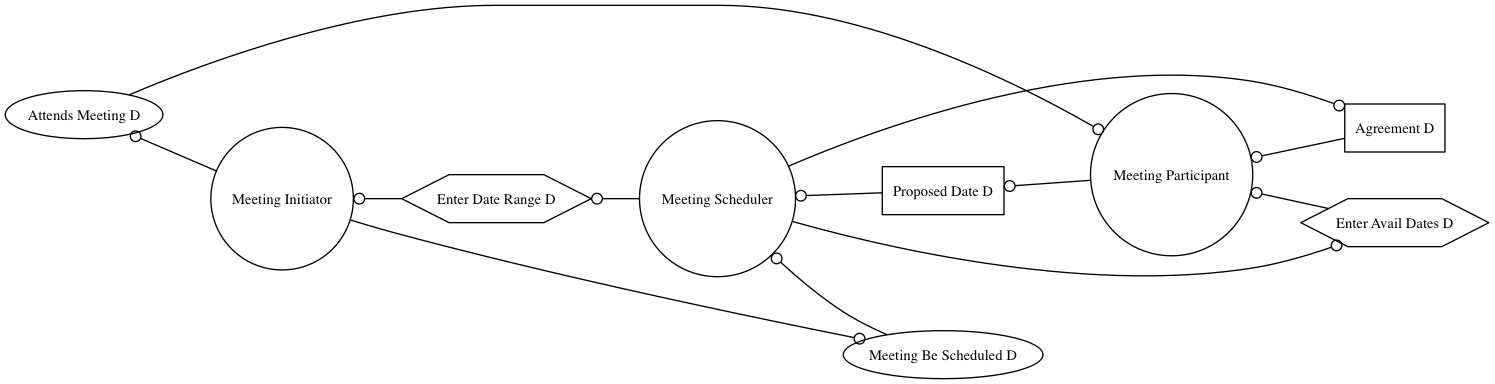 Attends Meeting D
Meeting Initiator
Enter Date Range D
Meeting Scheduler
Proposed Date D
Meeting Participant
Agreement D
Enter Avail Dates D
Meeting Be Scheduled D